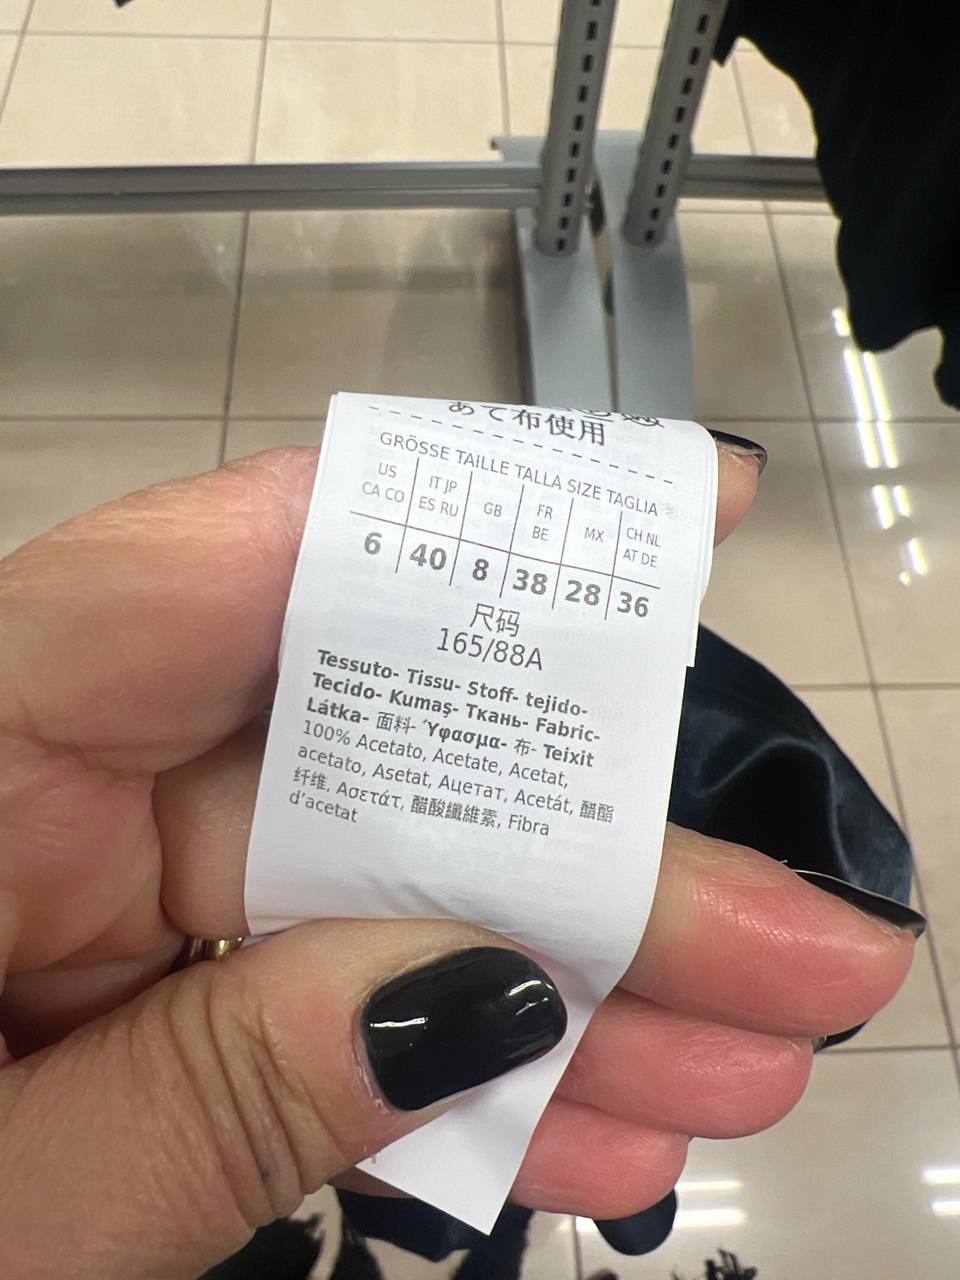 あて布使用
GRÖSSE TAILLE TALLA SIZE TAGLIA
US CA CO
IT JP ES RU
GB
FR BE
MX
CH NL AT DE
6 40 8 38 28 36
尺码
165/88A
Tessuto- Tissu- Stoff- tejido-
Tecido- Kumaş- Ткань- Fabric-
Látka- 面料- Ύφασμα- 布- Teixit
100% Acetato, Acetate, Acetat,
acetato, Asetat, Ацетат, Acetát, 醋酯
纤维, Ασετάτ, 醋酸纖維素, Fibra
d'acetat